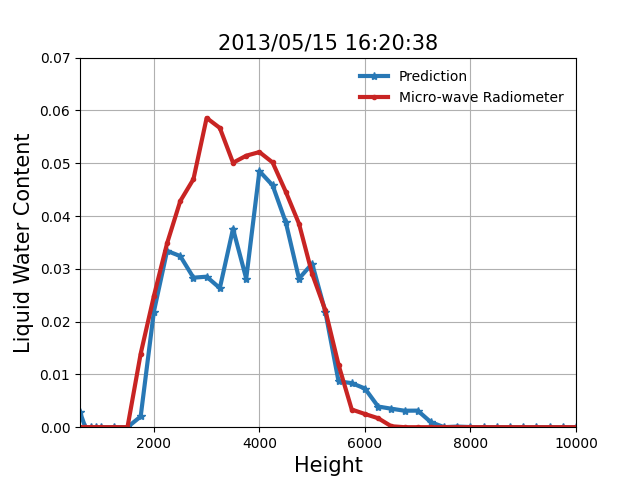 2013/05/15 16:20:38
Prediction
Micro-wave Radiometer
Liquid Water Content
0.07
0.06
0.05
0.04
0.03
0.02
0.01
0.00
2000 4000 6000 8000 10000
Height